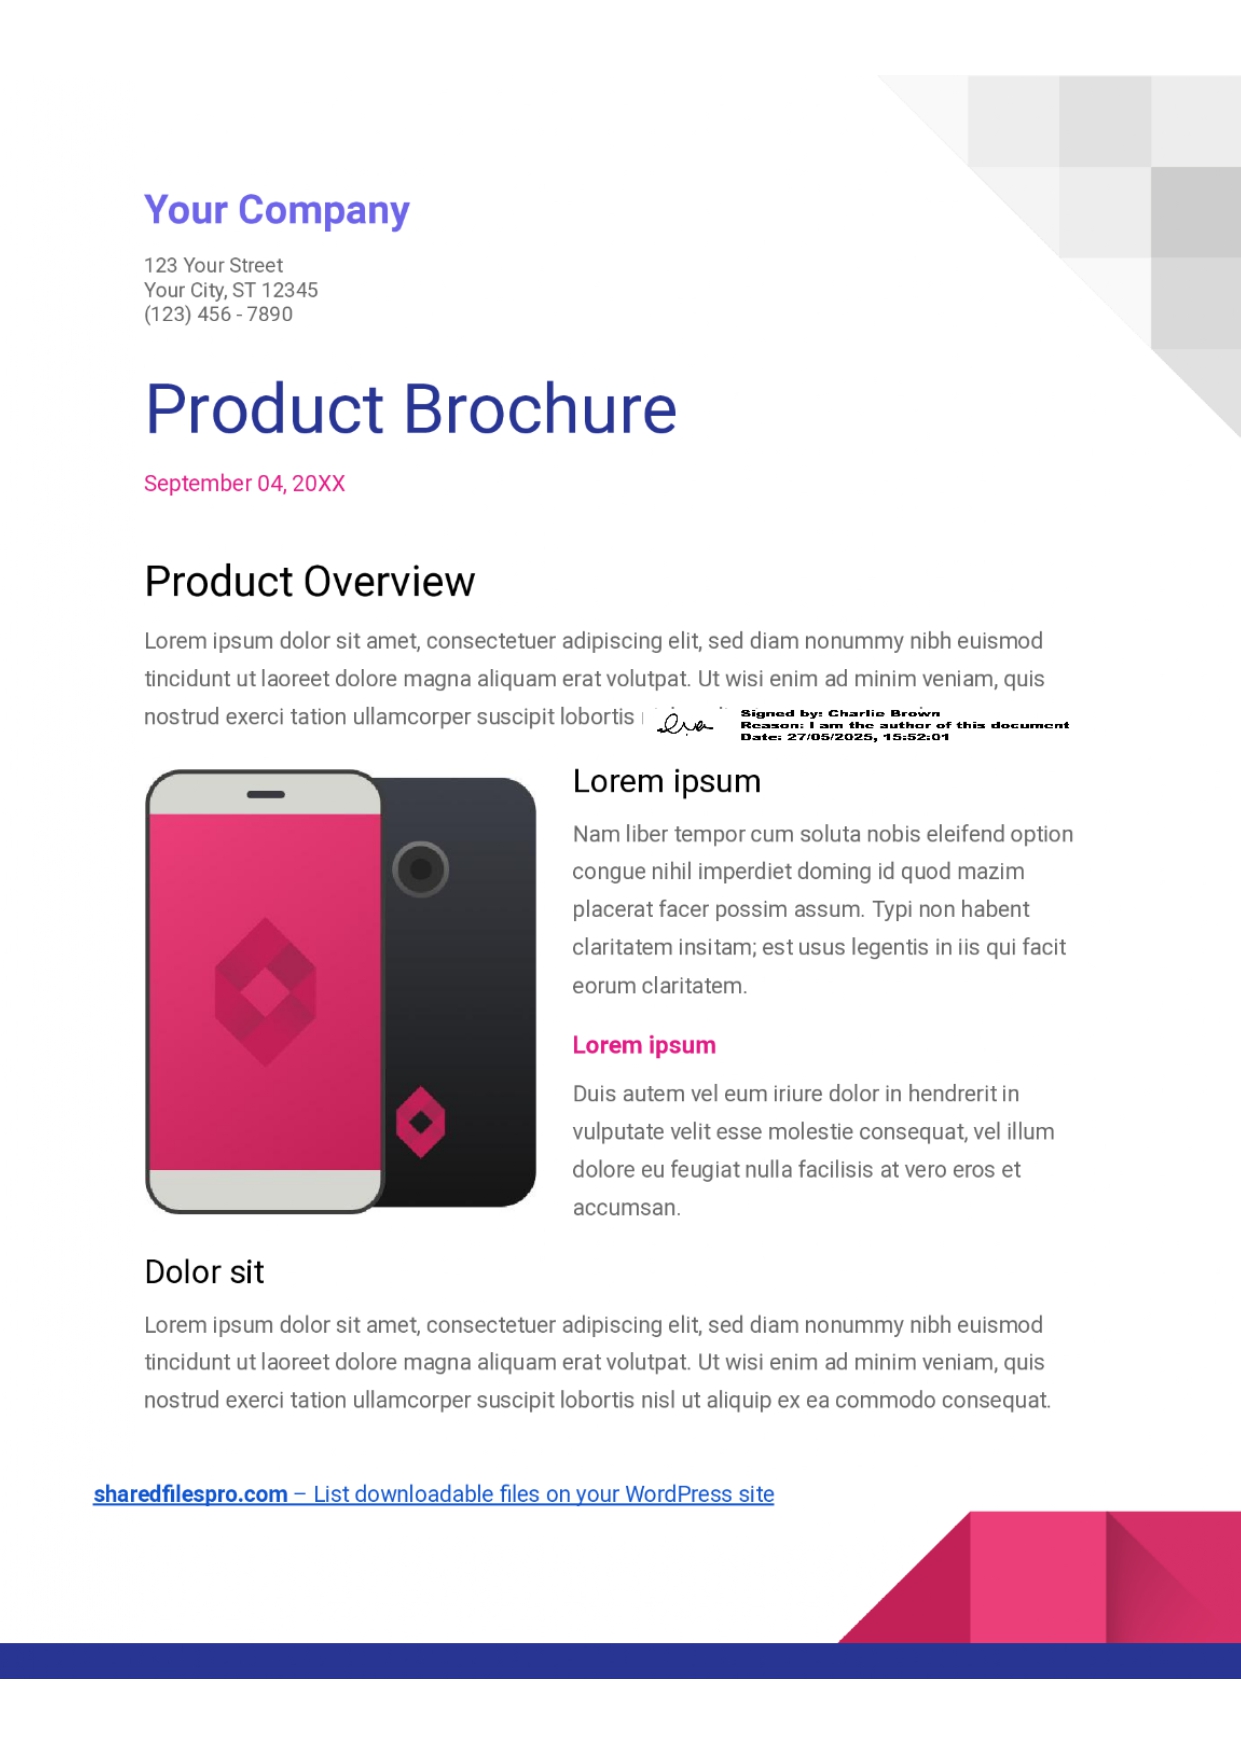 Your Company
123 Your Street
Your City, ST 12345
(123) 456 - 7890
Product Brochure
September 04, 20XX
Product Overview
Lorem ipsum dolor sit amet, consectetuer adipiscing elit, sed diam nonummy nibh euismod
tincidunt ut laoreet dolore magna aliquam erat volutpat. Ut wisi enim ad minim veniam, quis
nostrud exerci tation ullamcorper suscipit lobortis
Signed by: Charlie Brown
Reason: I am the author of this document
Date: 27/05/2025, 15:52:01
Lorem ipsum
Nam liber tempor cum soluta nobis eleifend option
congue nihil imperdiet doming id quod mazim
placerat facer possim assum. Typi non habent
claritatem insitam; est usus legentis in iis qui facit
eorum claritatem.
Lorem ipsum
Duis autem vel eum iriure dolor in hendrerit in
vulputate velit esse molestie consequat, vel illum
dolore eu feugiat nulla facilisis at vero eros et
accumsan.
Dolor sit
Lorem ipsum dolor sit amet, consectetuer adipiscing elit, sed diam nonummy nibh euismod
tincidunt ut laoreet dolore magna aliquam erat volutpat. Ut wisi enim ad minim veniam, quis
nostrud exerci tation ullamcorper suscipit lobortis nisl ut aliquip ex ea commodo consequat.
sharedfilespro.com – List downloadable files on your WordPress site